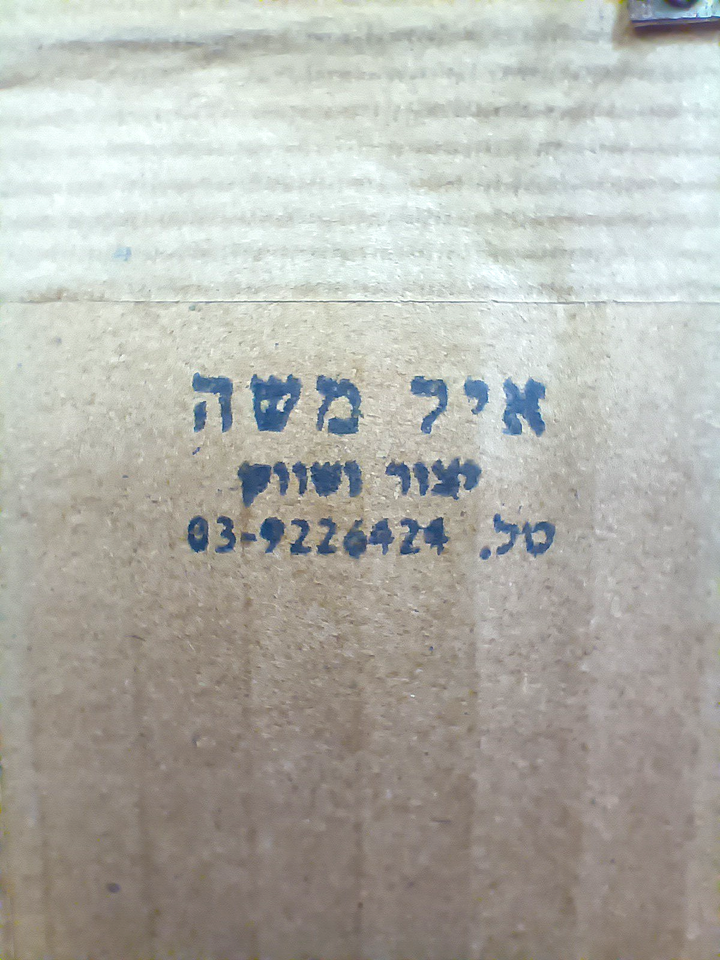 איל משה
יצור ושווק
טל. 03-9226424